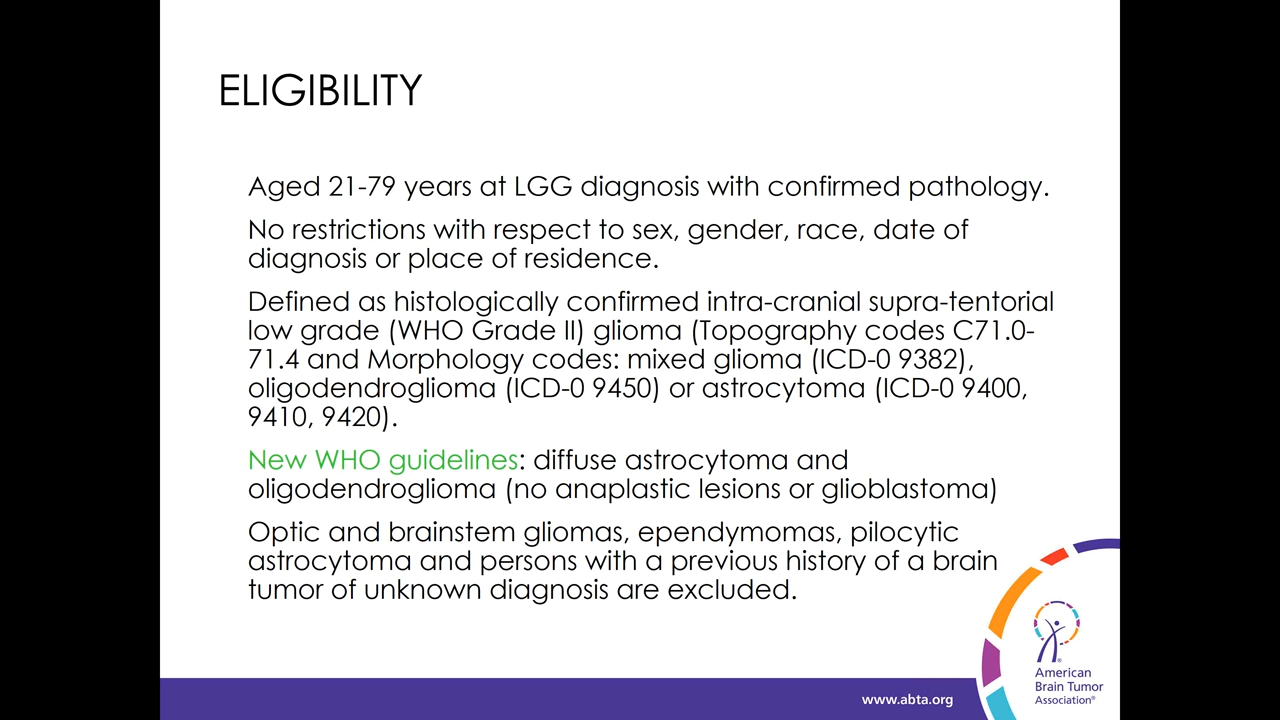 ELIGIBILITY
Aged 21-79 years at LGG diagnosis with confirmed pathology.
No restrictions with respect to sex, gender, race, date of
diagnosis or place of residence.
Defined as histologically confirmed intra-cranial supra-tentorial
low grade (WHO Grade II) glioma (Topography codes C71.0-
71.4 and Morphology codes: mixed glioma (ICD-0 9382),
oligodendroglioma (ICD-0 9450) or astrocytoma (ICD-0 9400,
9410, 9420).
New WHO guidelines: diffuse astrocytoma and
oligodendroglioma (no anaplastic lesions or glioblastoma)
Optic and brainstem gliomas, ependymomas, pilocytic
astrocytoma and persons with a previous history of a brain
tumor of unknown diagnosis are excluded.
American
Brain Tumor
Association®
www.abta.org